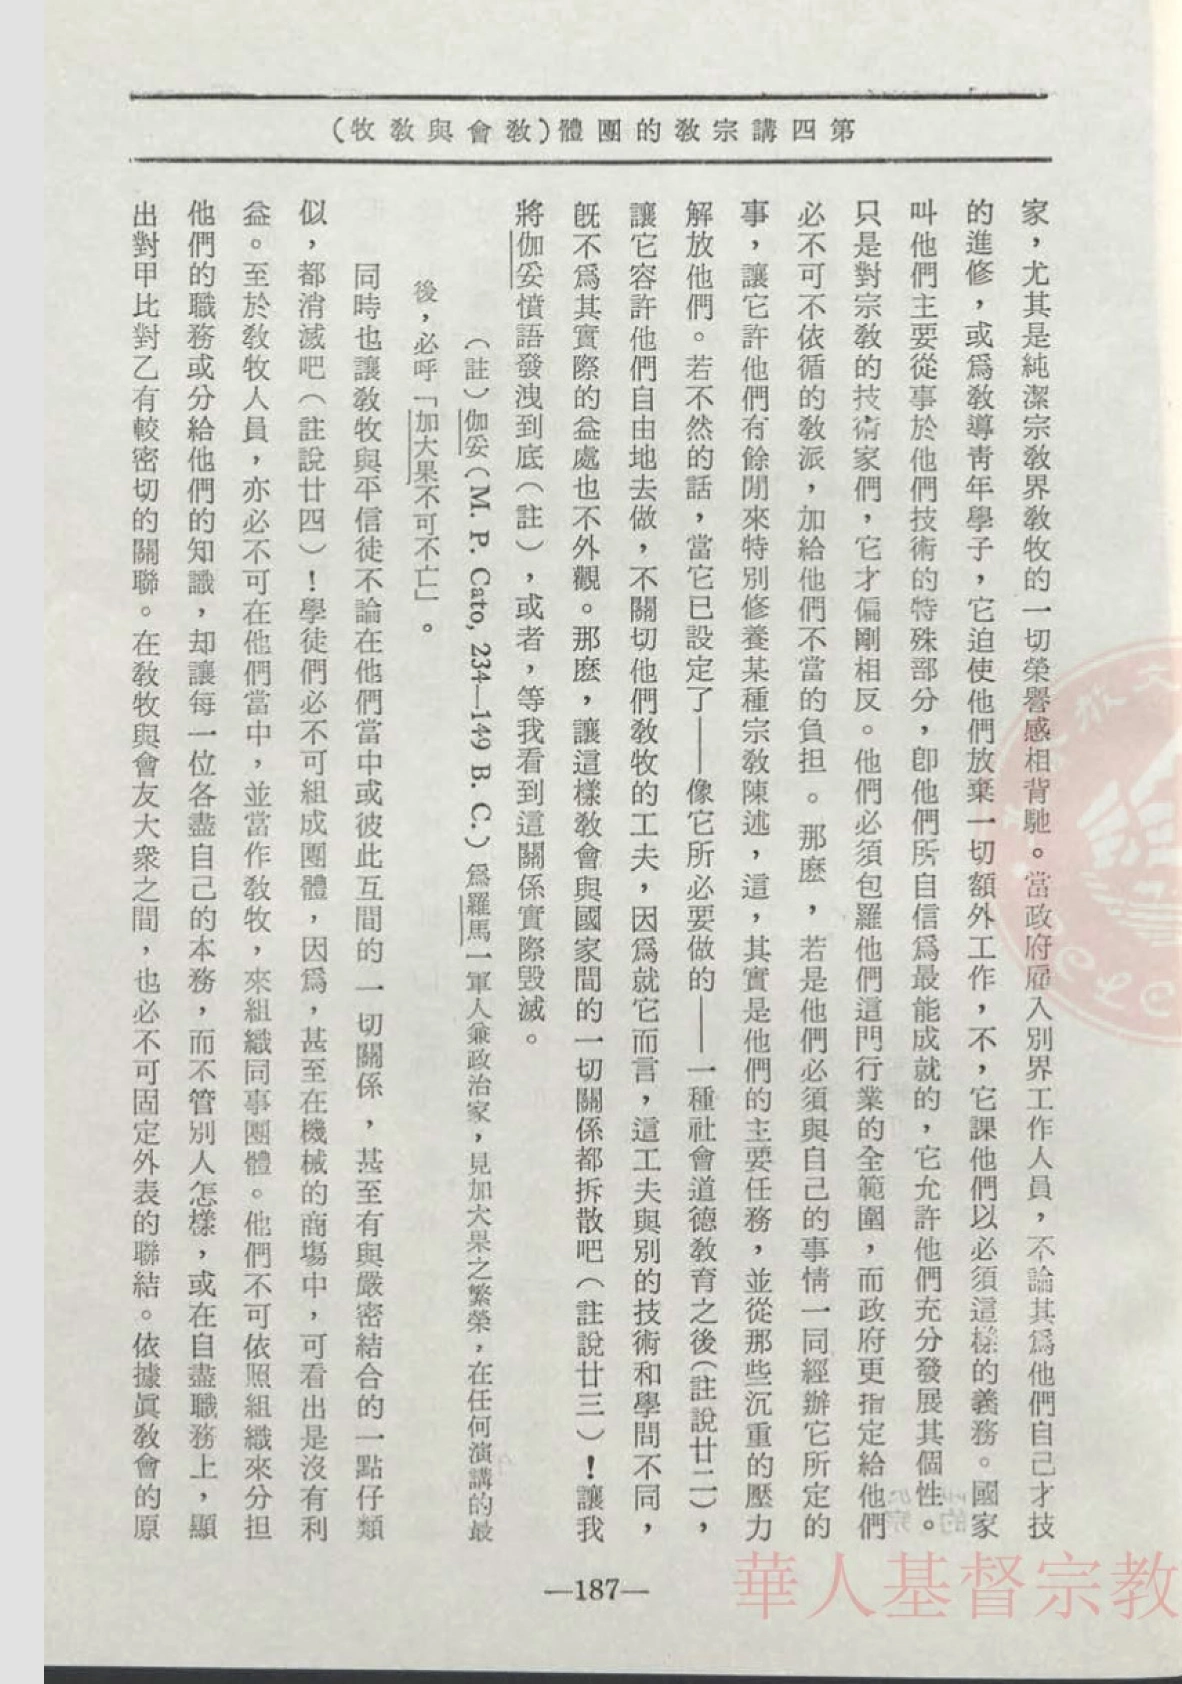 第四講宗教的團體(教會與教牧)
家，尤其是純潔宗教界教牧的一切榮譽感相背馳。當政府雇入別界工作人員，不論其爲他們自己才技
的進修，或爲教導靑年學子，它迫使他們放棄一切額外工作，不，它課他們以必須這樣的義務。國家
叫他們主要從事於他們技術的特殊部分，卽他們所自信爲最能成就的，它允許他們充分發展其個性。
只是對宗教的技術家們，它才偏剛相反。他們必須包羅他們這門行業的全範圍，而政府更指定給他們
必不可不依循的教派，加給他們不當的負担。那麽，若是他們必須與自己的事情一同經辦它所定的
事，讓它許他們有餘閒來特別修養某種宗教陳述，這，其實是他們的主要任務，並從那些沉重的壓力
解放他們。若不然的話，當它已設定了——像它所必要做的——一種社會道德教育之後（註說廿二），
讓它容許他們自由地去做，不關切他們教牧的工夫，因爲就它而言，這工夫與別的技術和學問不同，
旣不爲其實際的益處也不外觀。那麽，讓這樣教會與國家間的一切關係都拆散吧（註說廿三）！讓我
將伽妥憤語發洩到底（註），或者，等我看到這關係實際毀滅。
（註）伽妥（M. P. Cato, 234—149 B. C.）爲羅馬一軍人兼政治家，見加大果之繁榮，在任何演講的最
後，必呼「加大果不可不亡」。
同時也讓教牧與平信徒不論在他們當中或彼此互間的一切關係，甚至有與嚴密結合的一點仔類
似，都消滅吧（註說廿四）！學徒們必不可組成團體，因爲，甚至在機械的商塲中，可看出是沒有利
益。至於教牧人員，亦必不可在他們當中，並當作教牧，來組織同事團體。他們不可依照組織來分担
他們的職務或分給他們的知識，却讓每一位各盡自己的本務，而不管別人怎樣，或在自盡職務上，顯
出對甲比對乙有較密切的關聯。在教牧與會友大衆之間，也必不可固定外表的聯結。依據眞教會的原
—187—
華人基督宗教